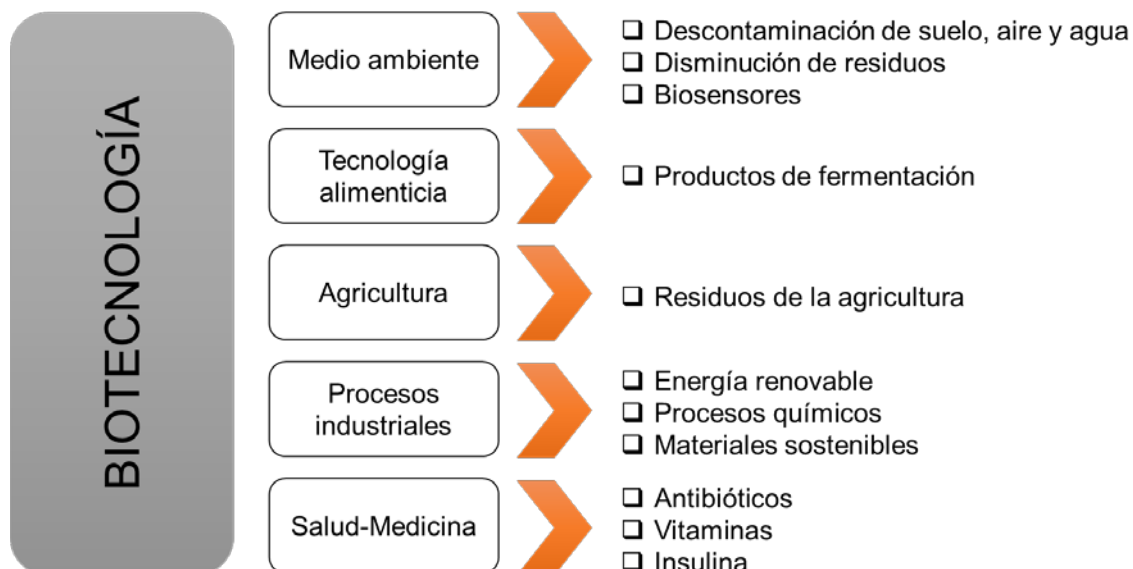 BIOTECNOLOGÍA
Medio ambiente
Descontaminación de suelo, aire y agua
Disminución de residuos
Biosensores
Tecnología
alimenticia
Productos de fermentación
Agricultura
Residuos de la agricultura
Procesos
industriales
Energía renovable
Procesos químicos
Materiales sostenibles
Salud-Medicina
Antibióticos
Vitaminas
Insulina